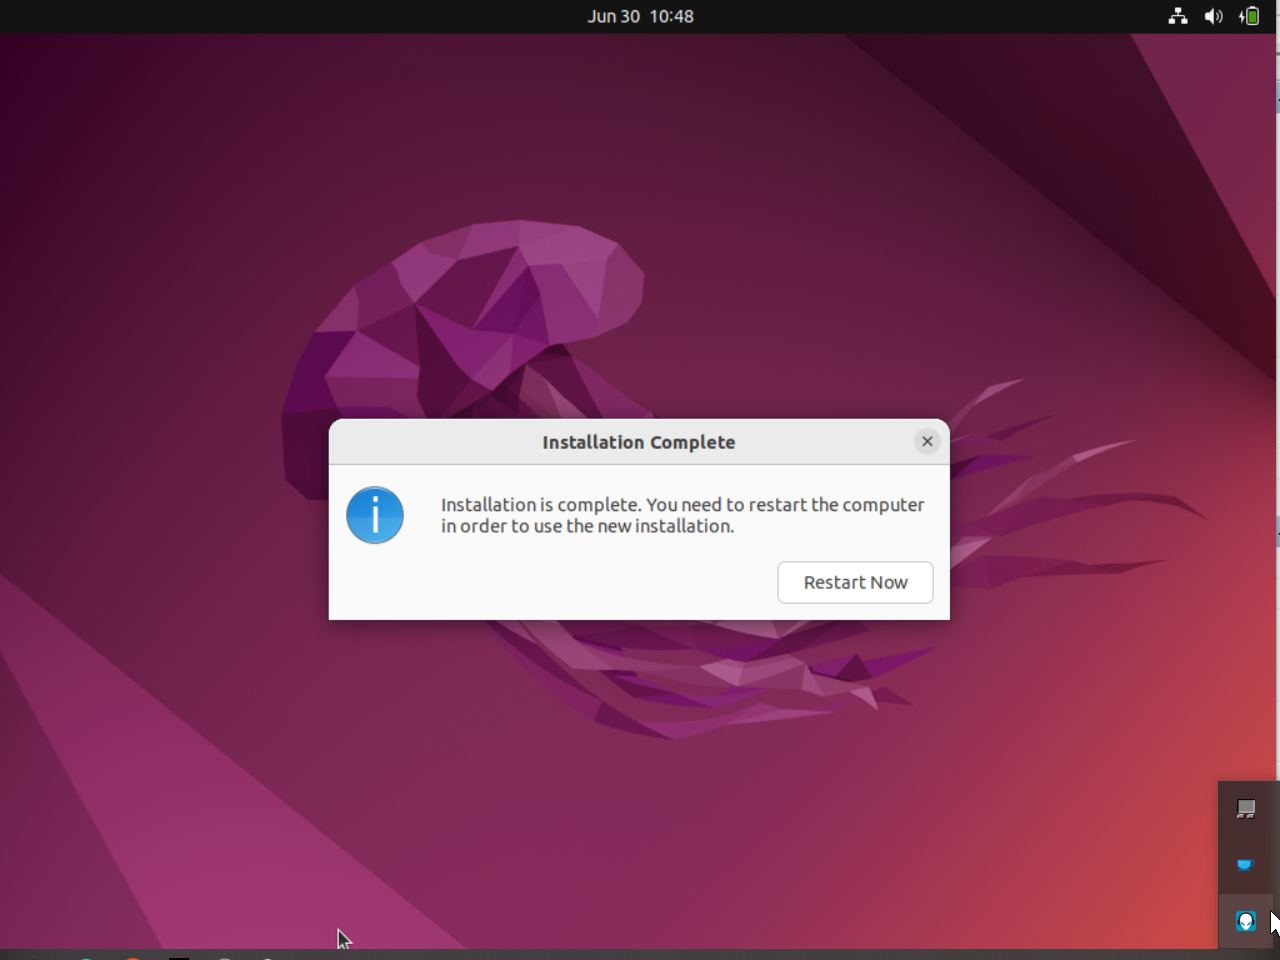 Jun 30 10:48
Installation Complete
Installation is complete. You need to restart the computer
in order to use the new installation.
Restart Now